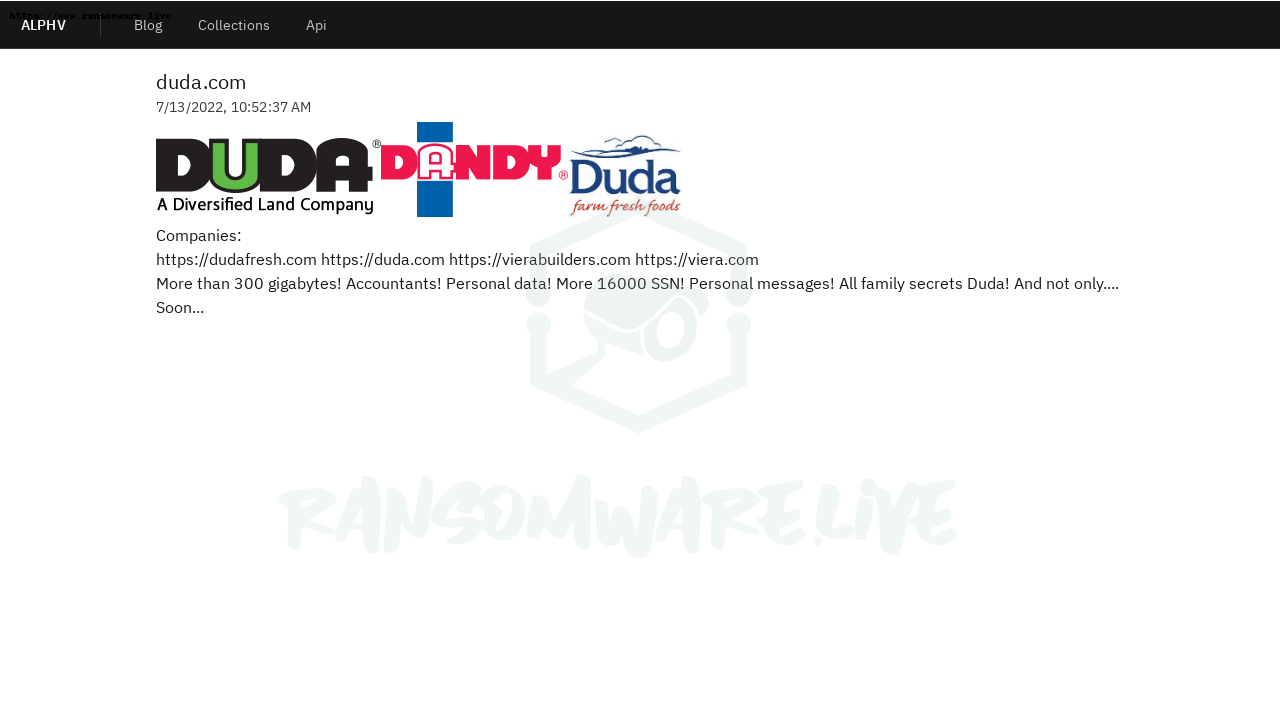 https://www.ransomware.live
ALPHV Blog Collections Api
duda.com
7/13/2022, 10:52:37 AM
DUDA® DANDY® Duda
A Diversified Land Company farm fresh foods
Companies:
https://dudafresh.com https://duda.com https://vierabuilders.com https://viera.com
More than 300 gigabytes! Accountants! Personal data! More 16000 SSN! Personal messages! All family secrets Duda! And not only....
Soon...
RANSOMWARE.LIVE